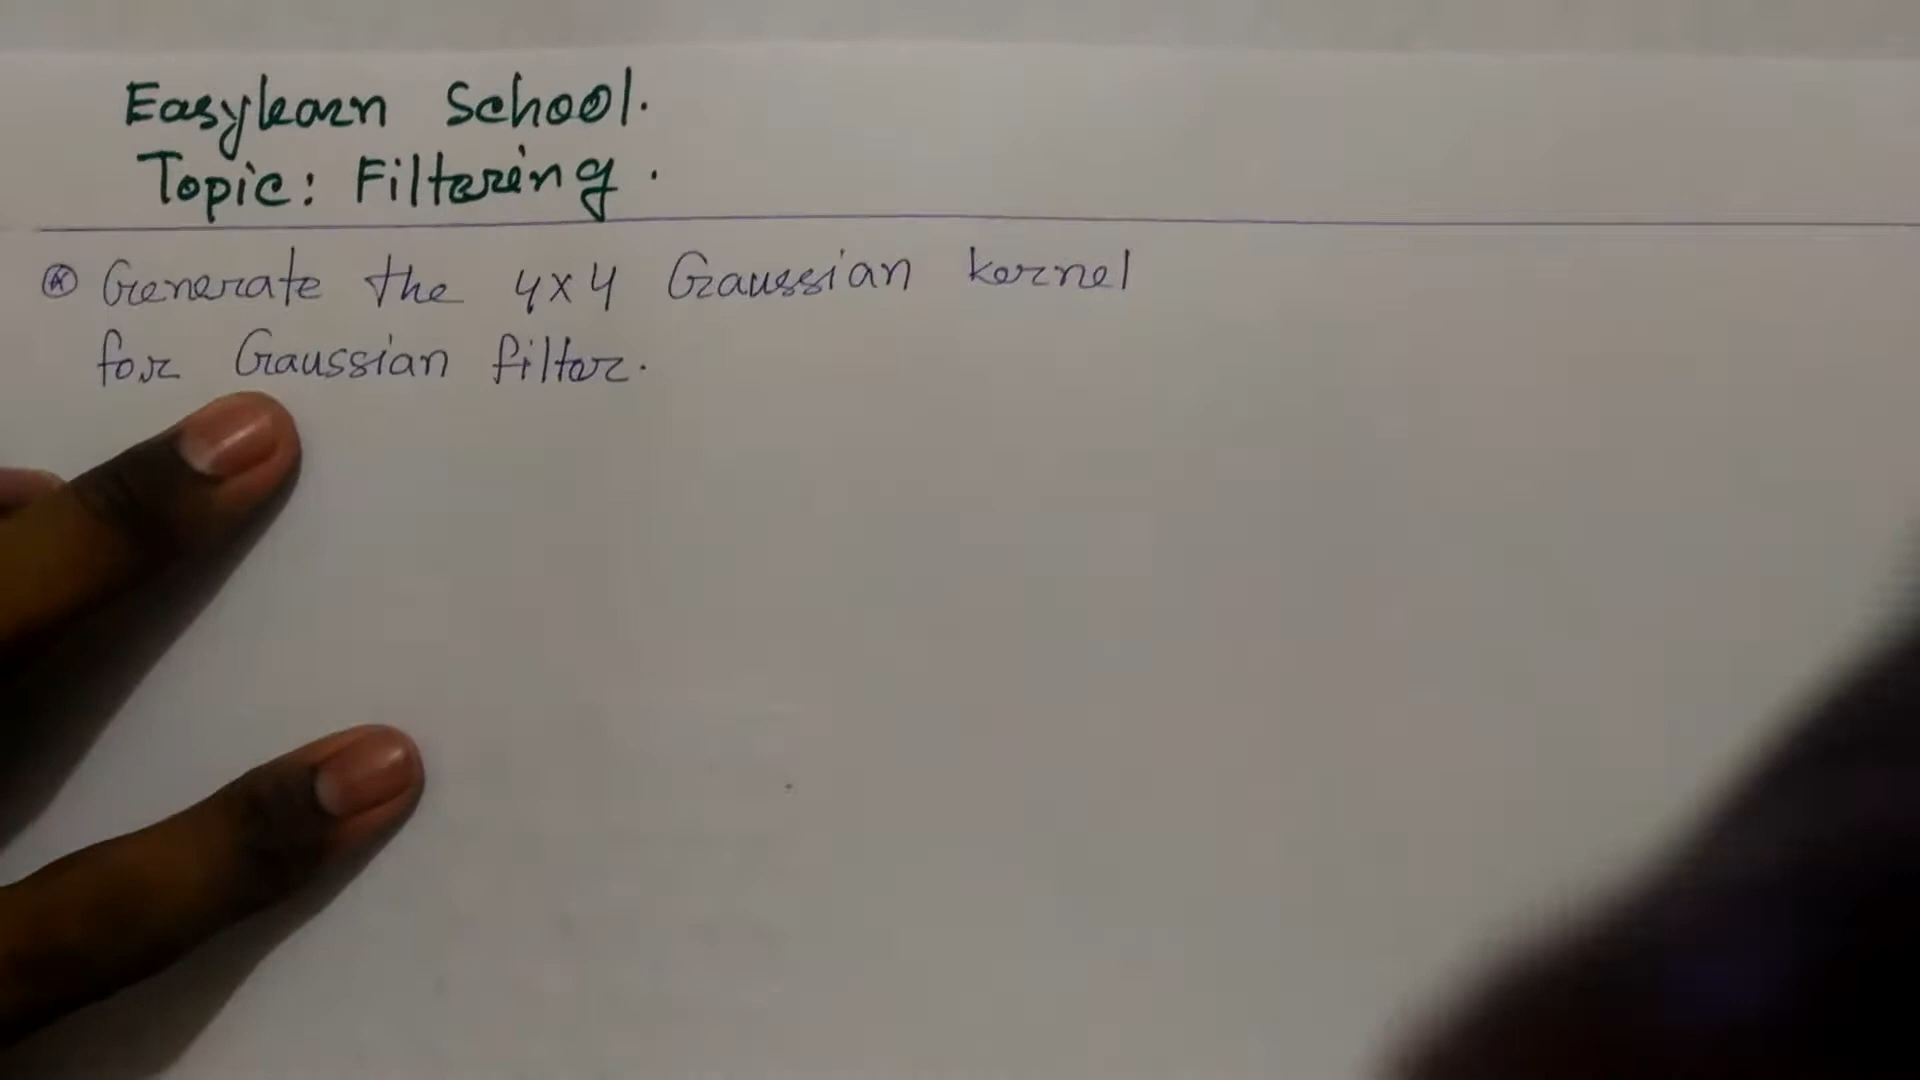 Easylearn School.
Topic: Filtering.
Generate the 4x4 Gaussian kernel
for Gaussian filter.